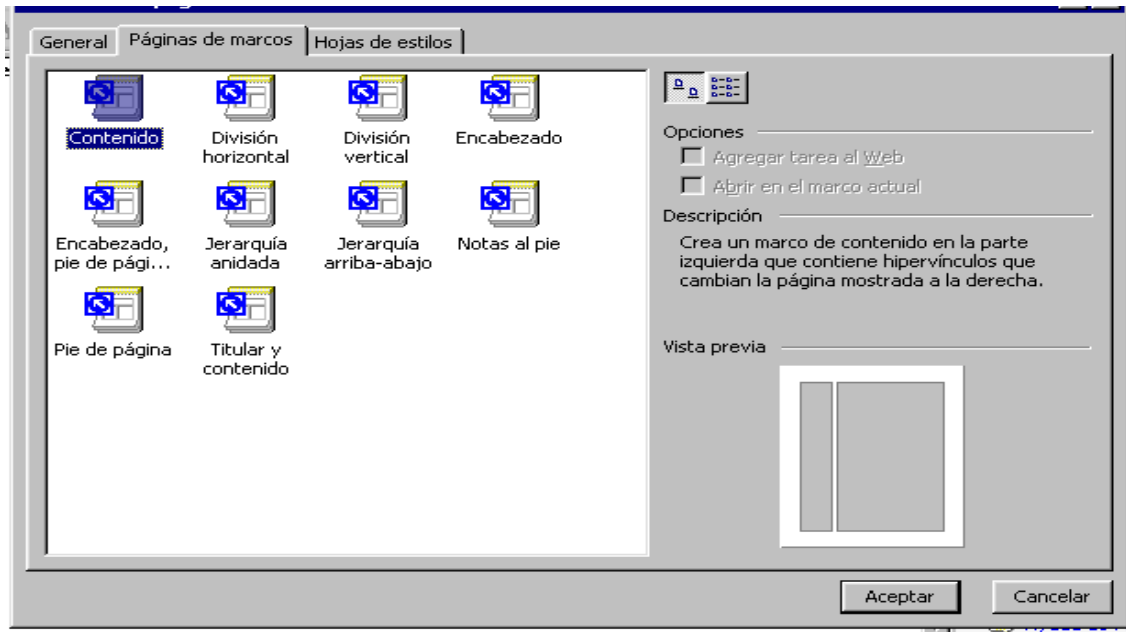 General Páginas de marcos Hojas de estilos
Contenido
División
horizontal
División
vertical
Encabezado
Encabezado,
pie de pági...
Jerarquía
anidada
Jerarquía
arriba-abajo
Notas al pie
Pie de página
Titular y
contenido
Opciones
Agregar tarea al Web
Abrir en el marco actual
Descripción
Crea un marco de contenido en la parte
izquierda que contiene hipervínculos que
cambian la página mostrada a la derecha.
Vista previa
Aceptar Cancelar